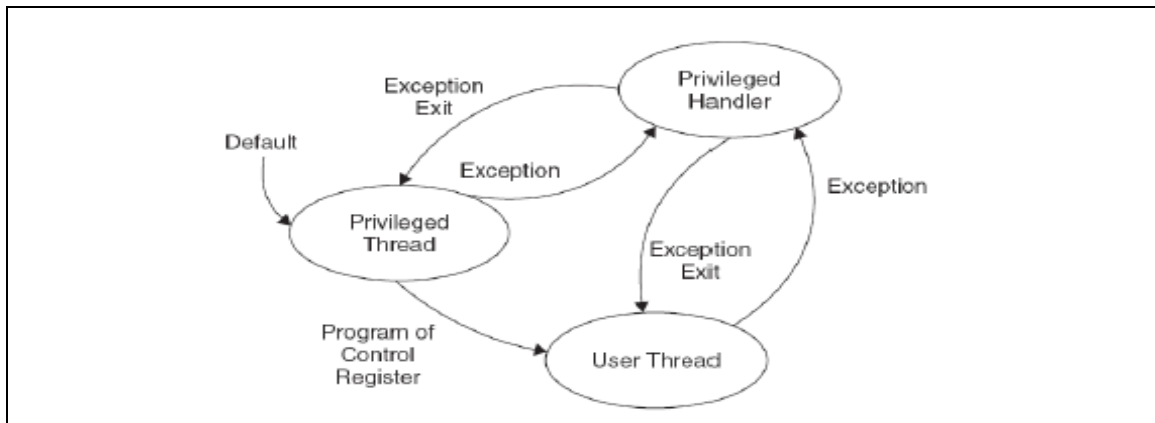 Privileged
Handler
Exception
Exit
Default
Exception
Exception
Privileged
Thread
Exception
Exit
Program of
Control
Register
User Thread